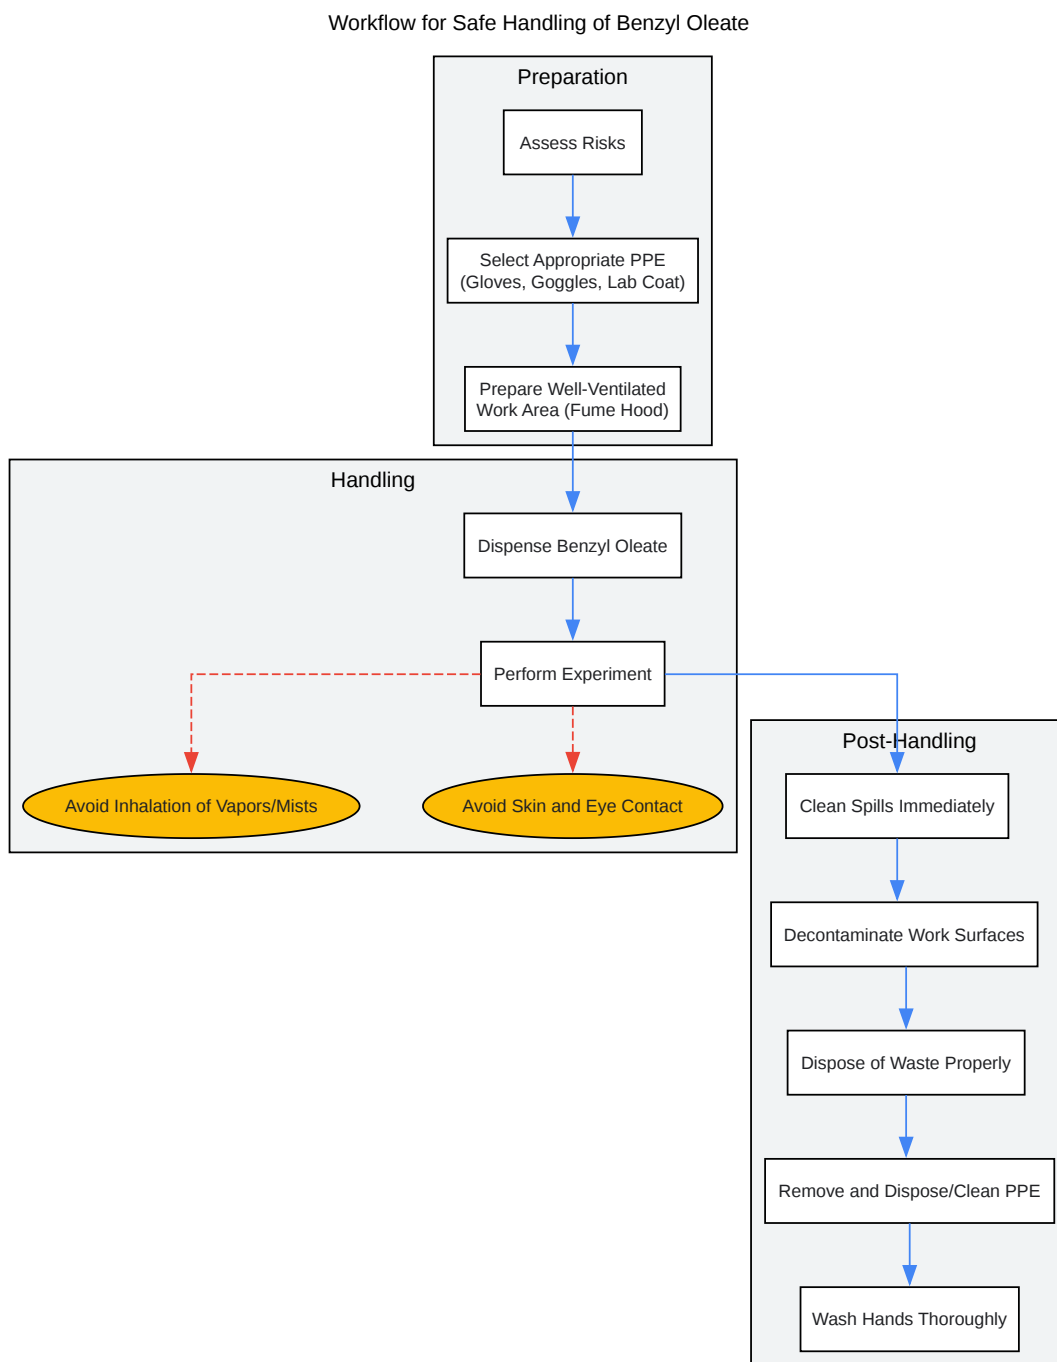 Workflow for Safe Handling of Benzyl Oleate
Preparation
Assess Risks
Select Appropriate PPE
(Gloves, Goggles, Lab Coat)
Prepare Well-Ventilated
Work Area (Fume Hood)
Handling
Dispense Benzyl Oleate
Perform Experiment
Avoid Inhalation of Vapors/Mists
Avoid Skin and Eye Contact
Post-Handling
Clean Spills Immediately
Decontaminate Work Surfaces
Dispose of Waste Properly
Remove and Dispose/Clean PPE
Wash Hands Thoroughly